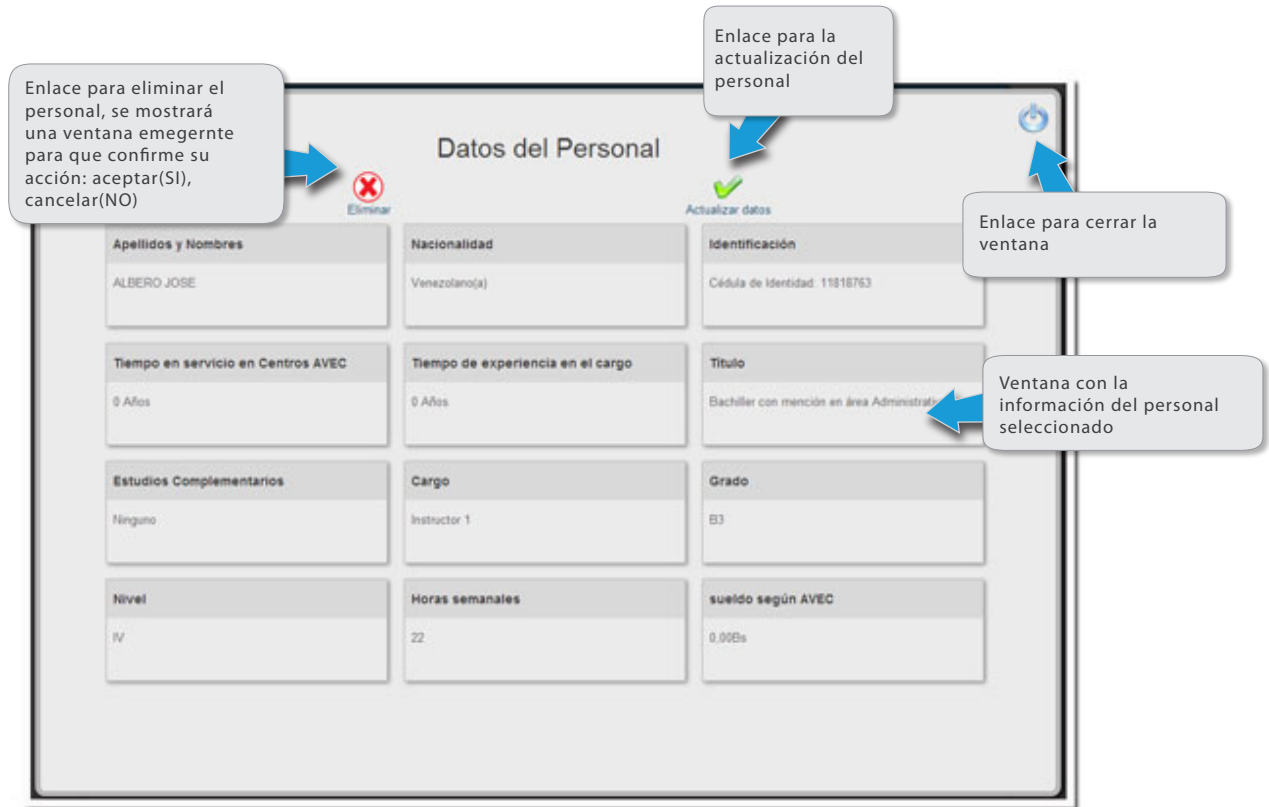 Enlace para la
actualización del
personal
Enlace para eliminar el
personal, se mostrará
una ventana emegernte
para que confirme su
acción: aceptar(SI),
cancelar(NO)
Datos del Personal
Eliminar
Actualizar datos
Enlace para cerrar la
ventana
Apellidos y Nombres
ALBERO JOSE
Nacionalidad
Venezolano(a)
Identificación
Cédula de Identidad: 11818763
Tiempo en servicio en Centros AVEC
0 Años
Tiempo de experiencia en el cargo
0 Años
Titulo
Bachiller con mención en área
Ventana con la
información del personal
seleccionado
Estudios Complementarios
Ninguno
Cargo
Instructor 1
Grado
B3
Nivel
IV
Horas semanales
22
sueldo según AVEC
0,00Bs